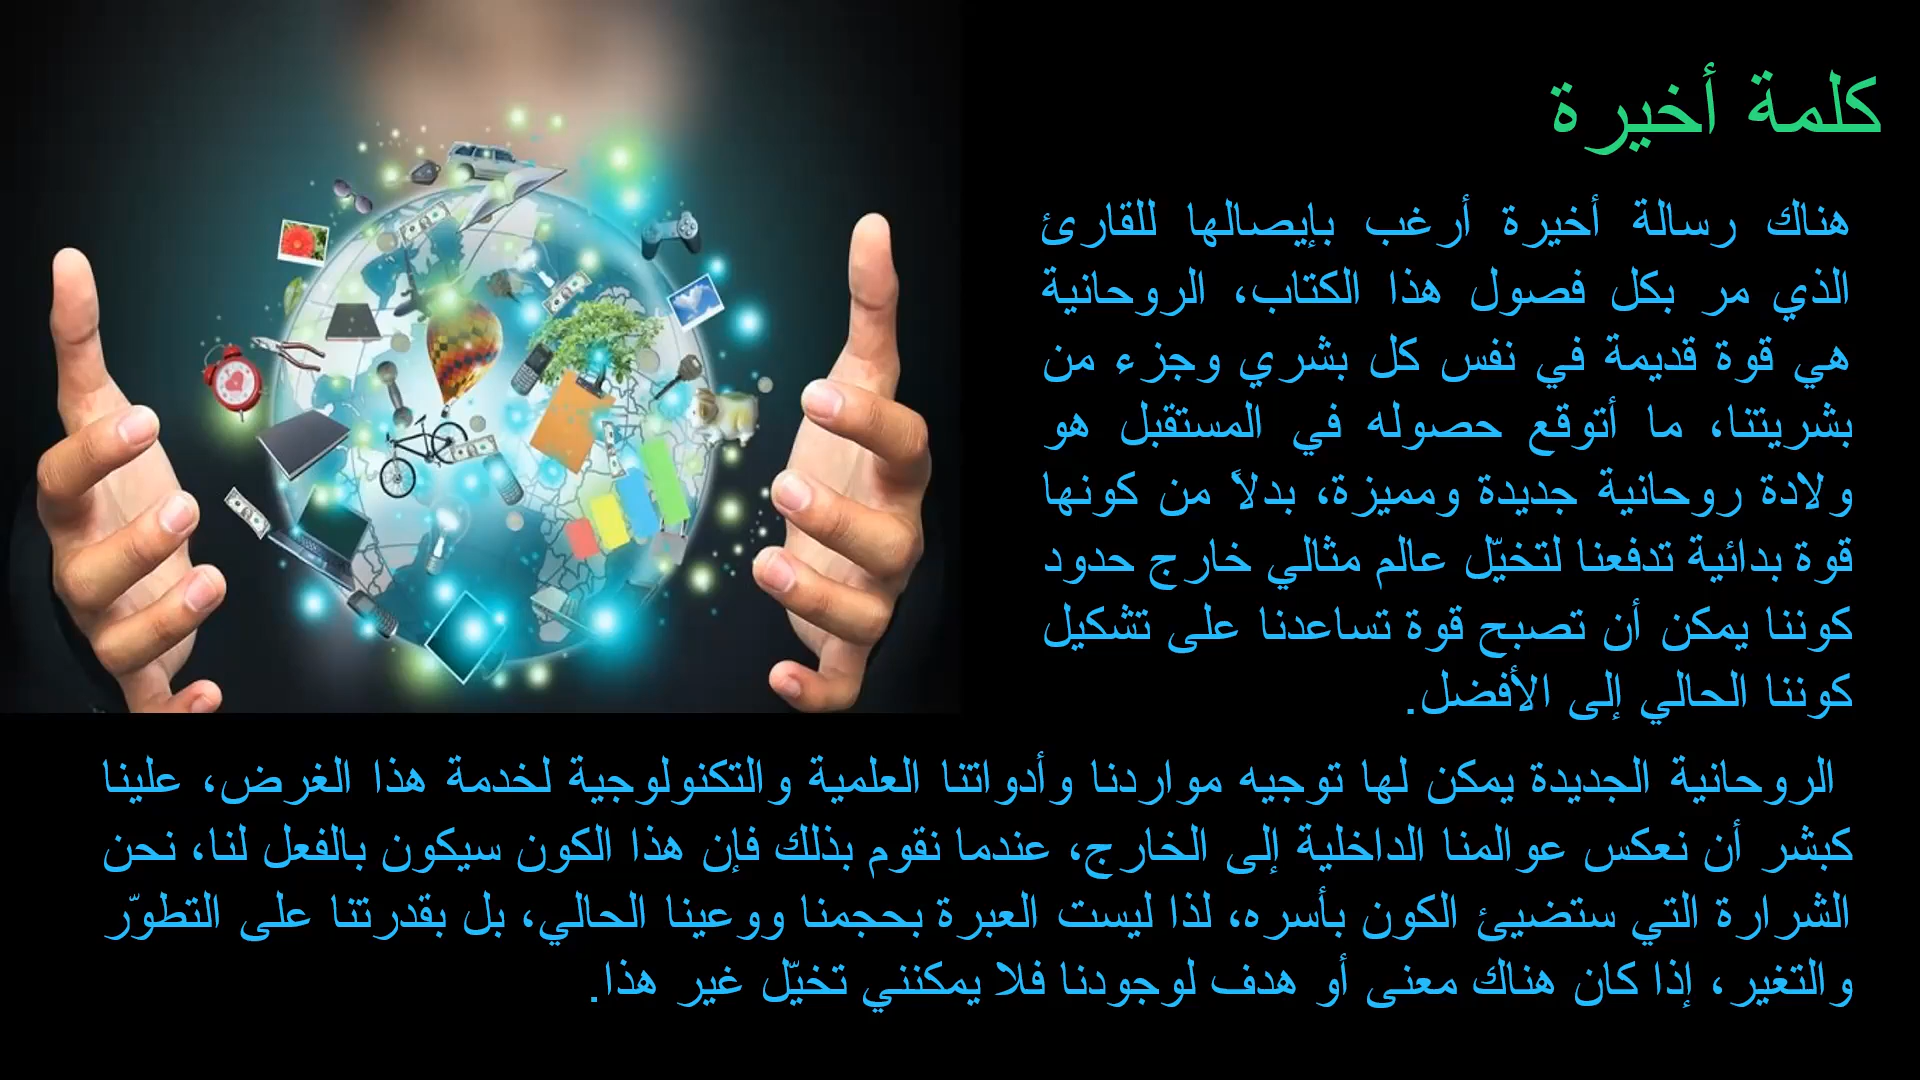 كلمة أخيرة
هناك رسالة أخيرة أرغب بإيصالها للقارئ
الذي مر بكل فصول هذا الكتاب، الروحانية
هي قوة قديمة في نفس كل بشري وجزء من
بشريتنا، ما أتوقع حصوله في المستقبل هو
ولادة روحانية جديدة ومميزة، بدلاً من كونها
قوة بدائية تدفعنا لتخيّل عالم مثالي خارج حدود
كوننا يمكن أن تصبح قوة تساعدنا على تشكيل
كوننا الحالي إلى الأفضل.
الروحانية الجديدة يمكن لها توجيه مواردنا وأدواتنا العلمية والتكنولوجية لخدمة هذا الغرض، علينا
كبشر أن نعكس عوالمنا الداخلية إلى الخارج، عندما نقوم بذلك فإن هذا الكون سيكون بالفعل لنا، نحن
الشرارة التي ستضيئ الكون بأسره، لذا ليست العبرة بحجمنا ووعينا الحالي، بل بقدرتنا على التطوّر
والتغير، إذا كان هناك معنى أو هدف لوجودنا فلا يمكنني تخيّل غير هذا.